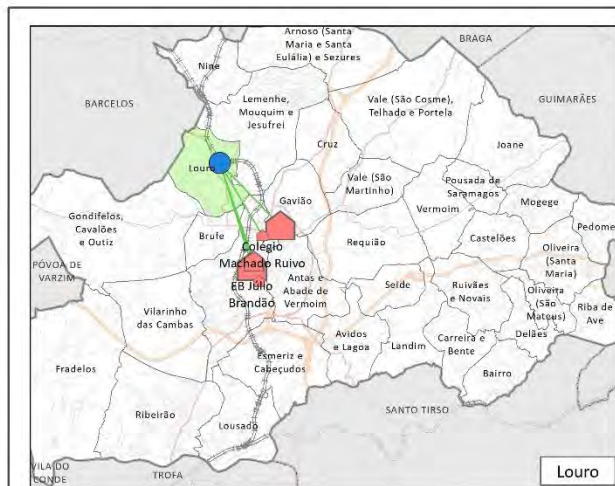 Arnoso (Santa
Maria e Santa
Eulália) e Sezures
BRAGA
Nine
BARCELOS
Lemenhe,
Mouquim e
Jesufrei
Vale (São Cosme),
Telhado e Portela
GUIMARÃES
Cruz
Joane
Louro
Vale (São
Martinho)
Pousada de
Saramagos
Gavião
Vermoim
Mogege
Gondifelos,
Cavalões
e Outiz
Brufe
Colégio
Machado Ruivo
Requião
Castelões
Pedome
Oliveira
(Santa
Maria)
PÓVOA DE
VARZIM
EB Júlio
Brandão
Antas e
Abade de
Vermoim
Seide
Ruivães
e Novais
Oliveira
(São
Mateus)
Riba de
Ave
Vilarinho
das Cambas
Avidos
e Lagoa
Landim
Carreira e
Bente
Delães
Fradelos
Esmeriz e
Cabeçudos
Bairro
Ribeirão
Lousado
SANTO TIRSO
VILA DO
CONDE
TROFA
Louro